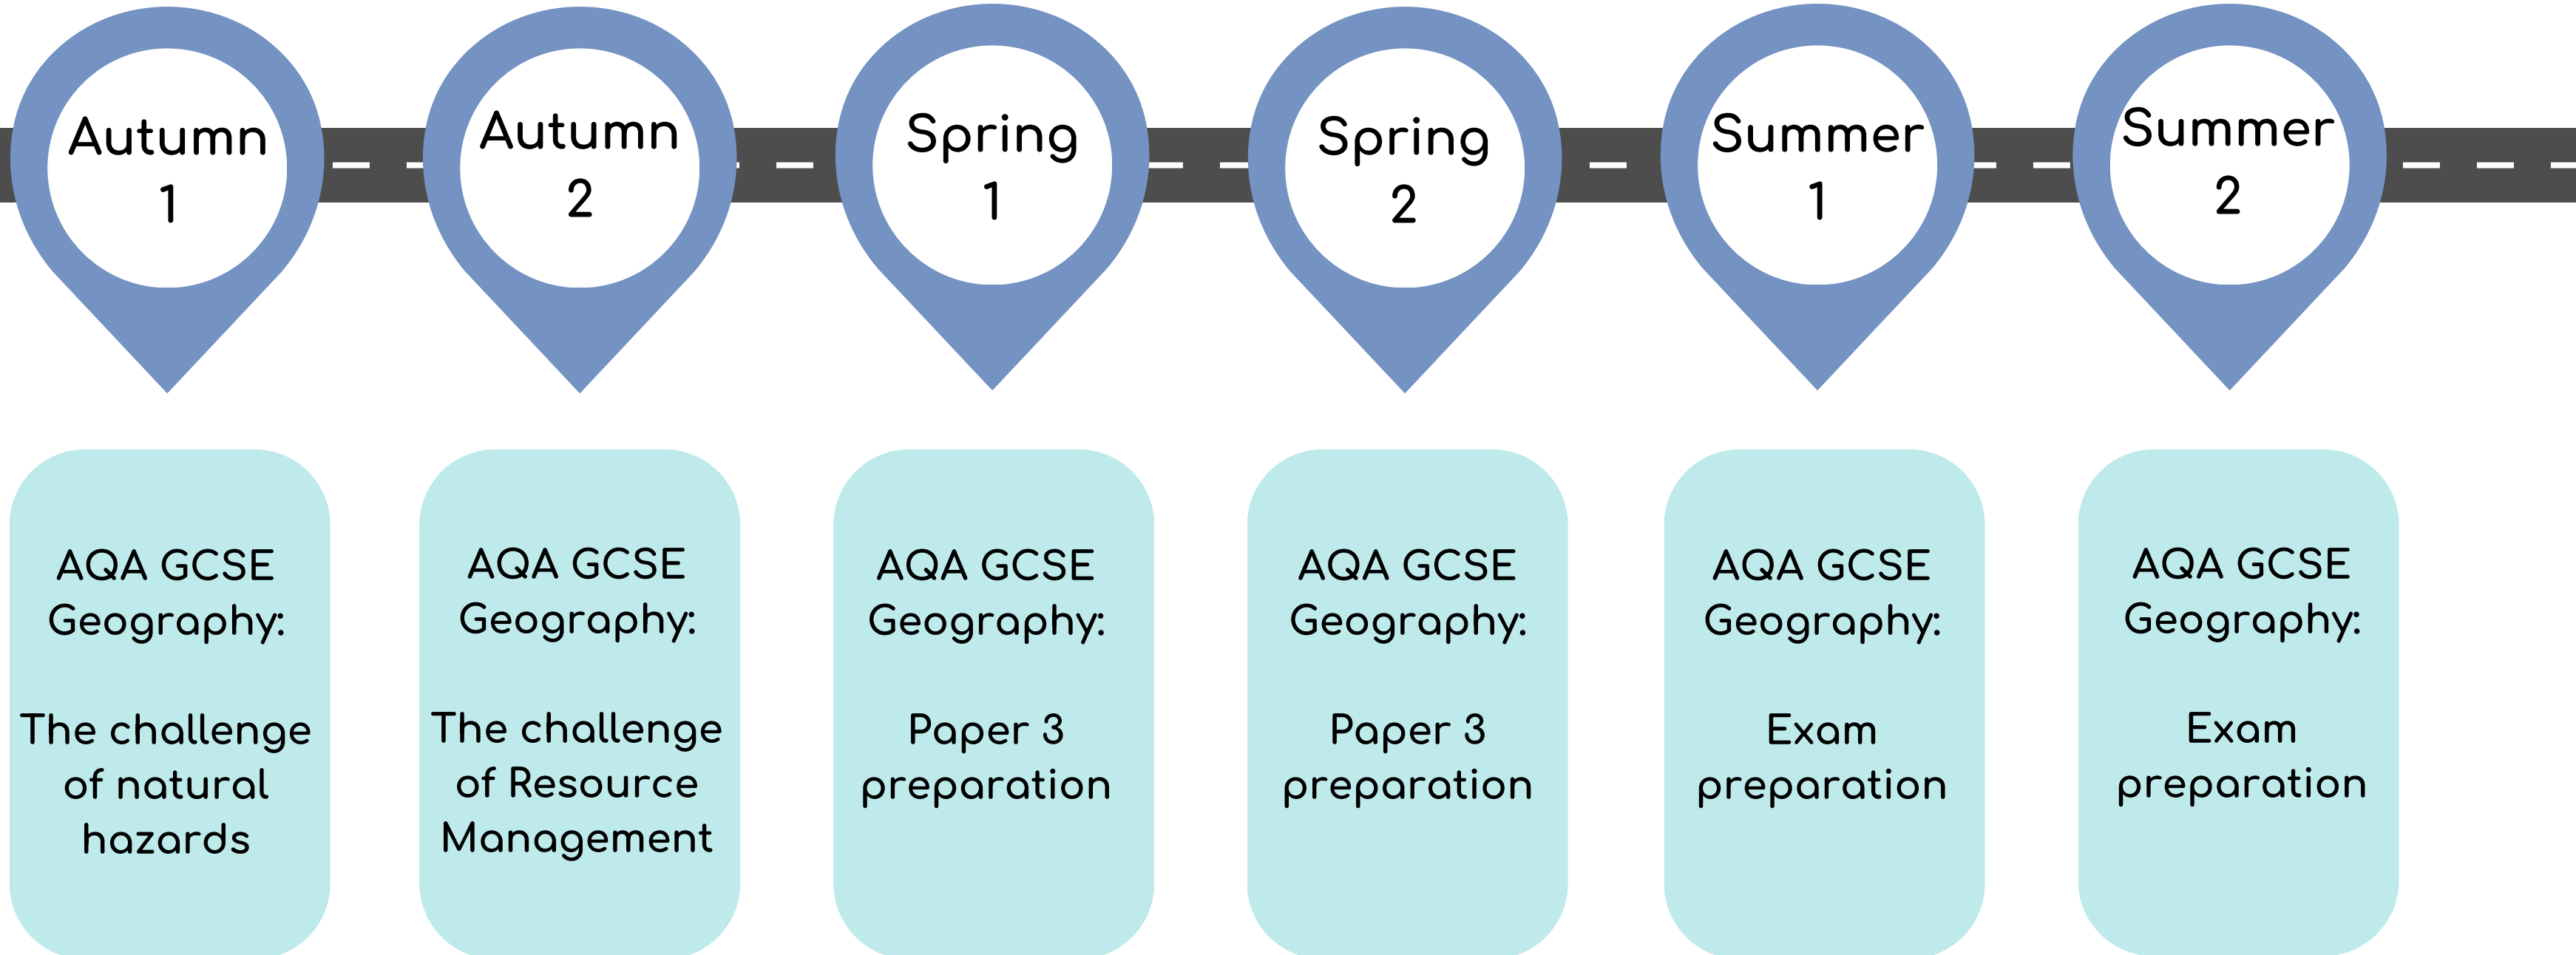 Autumn
1
Autumn
2
Spring
1
Spring
2
Summer
1
Summer
2
AQA GCSE
Geography:
The challenge
of natural
hazards
AQA GCSE
Geography:
The challenge
of Resource
Management
AQA GCSE
Geography:
Paper 3
preparation
AQA GCSE
Geography:
Paper 3
preparation
AQA GCSE
Geography:
Exam
preparation
AQA GCSE
Geography:
Exam
preparation